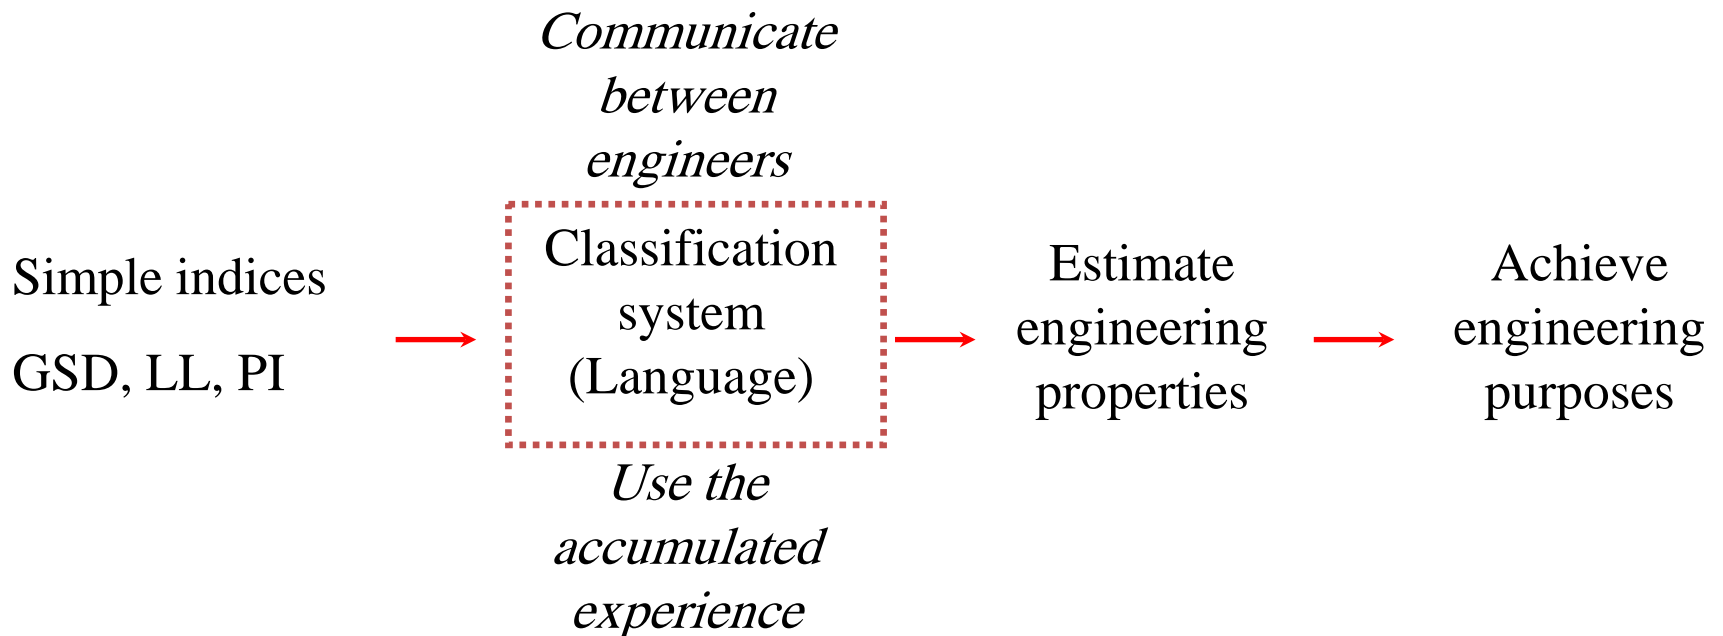 Communicate
between
engineers
Simple indices
GSD, LL, PI
Classification
system
(Language)
Use the
accumulated
experience
Estimate
engineering
properties
Achieve
engineering
purposes